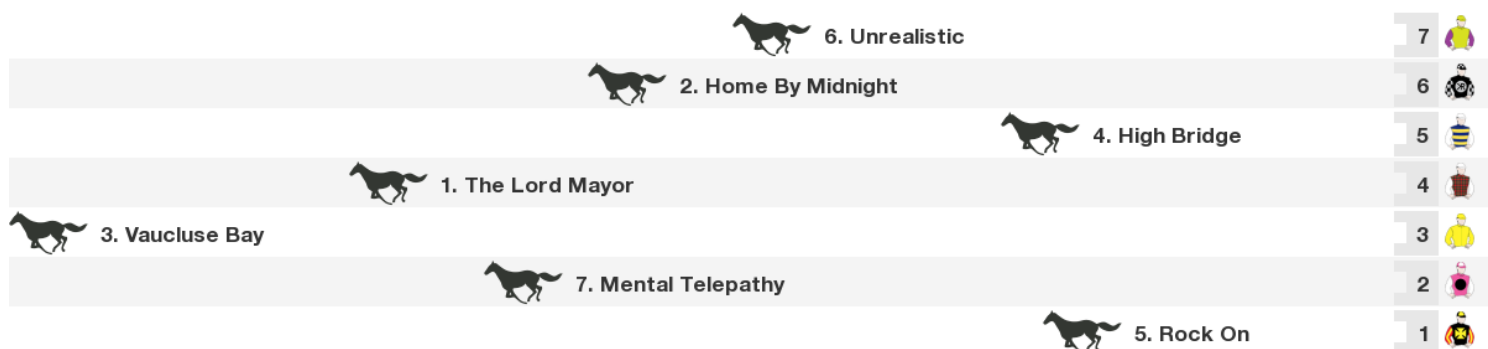 6. Unrealistic 7
2. Home By Midnight 6
4. High Bridge 5
1. The Lord Mayor 4
3. Vaucluse Bay 3
7. Mental Telepathy 2
5. Rock On 1